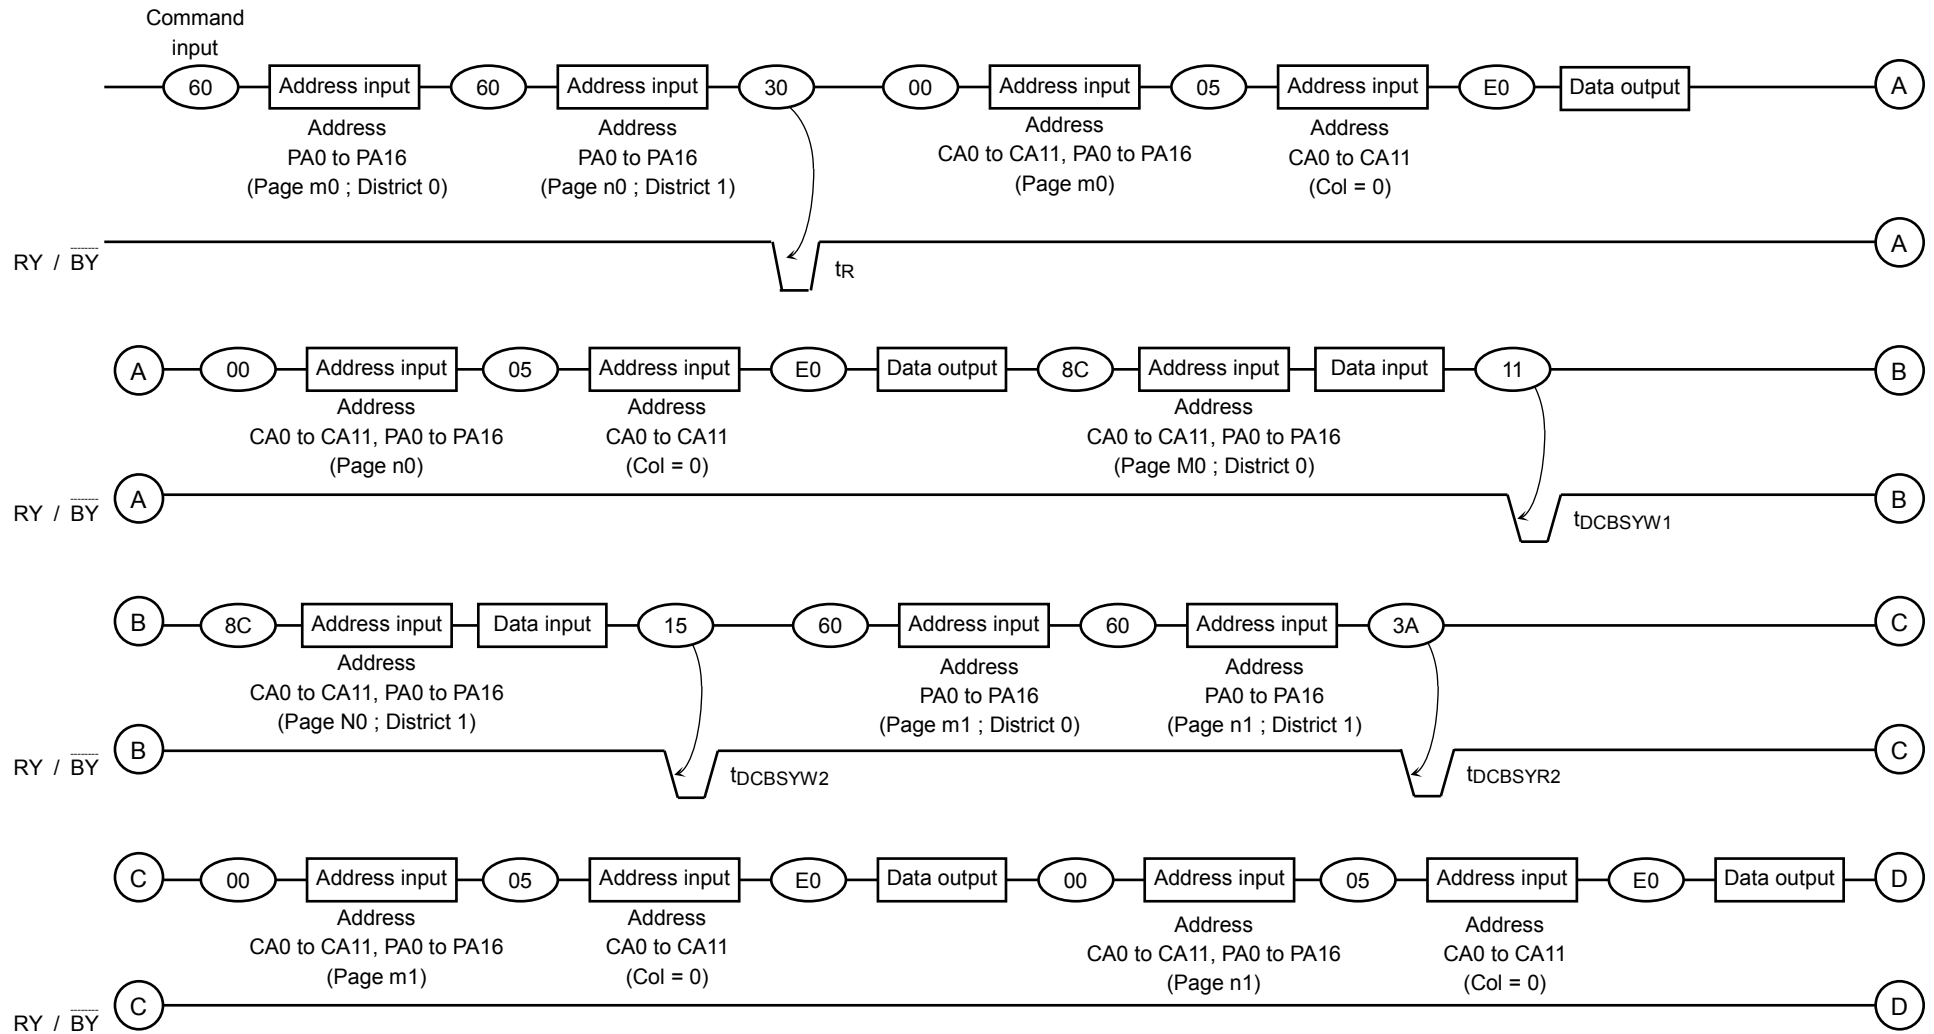 Command
input
60 Address input 60 Address input 30 00 Address input 05 Address input E0 Data output A
Address Address Address Address
PA0 to PA16 PA0 to PA16 CA0 to CA11, PA0 to PA16 CA0 to CA11
(Page m0 ; District 0) (Page n0 ; District 1) (Page m0) (Col = 0)
RY / BY tR A
A 00 Address input 05 Address input E0 Data output 8C Address input Data input 11 B
Address Address Address
CA0 to CA11, PA0 to PA16 CA0 to CA11 CA0 to CA11, PA0 to PA16
(Page n0) (Col = 0) (Page M0 ; District 0)
RY / BY A tDCBSYW1 B
B 8C Address input Data input 15 60 Address input 60 Address input 3A C
Address Address Address
CA0 to CA11, PA0 to PA16 PA0 to PA16 PA0 to PA16
(Page N0 ; District 1) (Page m1 ; District 0) (Page n1 ; District 1)
RY / BY B tDCBSYW2 tDCBSYR2 C
C 00 Address input 05 Address input E0 Data output 00 Address input 05 Address input E0 Data output D
Address Address Address Address
CA0 to CA11, PA0 to PA16 CA0 to CA11 CA0 to CA11, PA0 to PA16 CA0 to CA11
(Page m1) (Col = 0) (Page n1) (Col = 0)
RY / BY C D